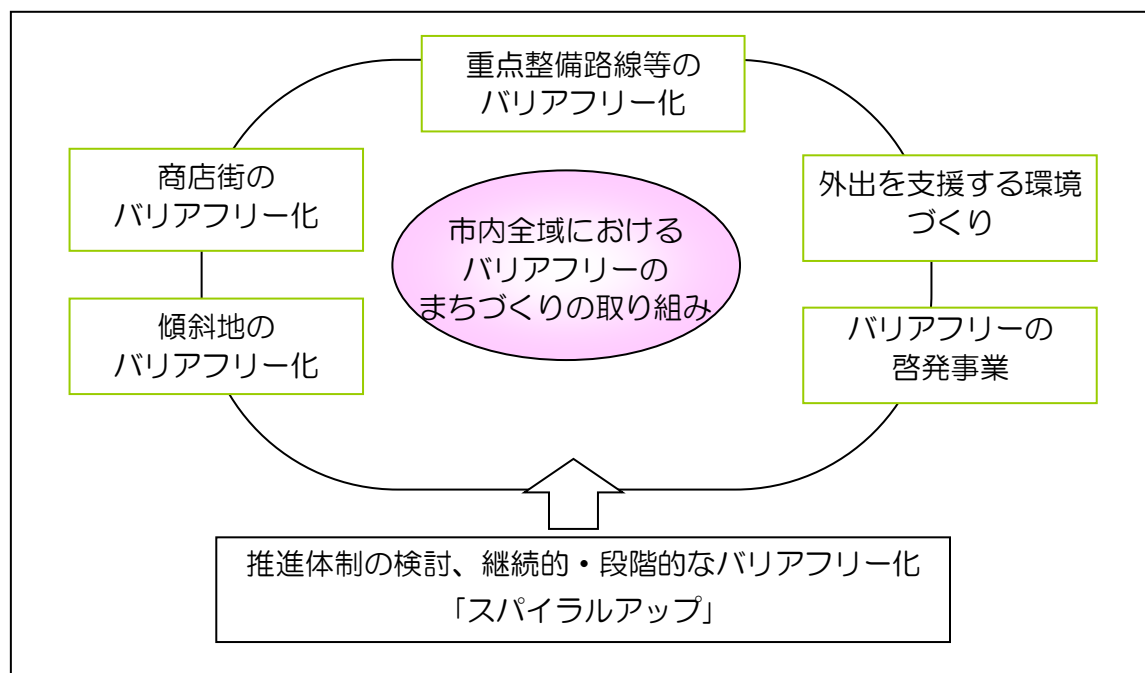 重点整備路線等の
バリアフリー化
商店街の
バリアフリー化
外出を支援する環境
づくり
市内全域における
バリアフリーの
まちづくりの取り組み
傾斜地の
バリアフリー化
バリアフリーの
啓発事業
推進体制の検討、継続的・段階的なバリアフリー化
「スパイラルアップ」